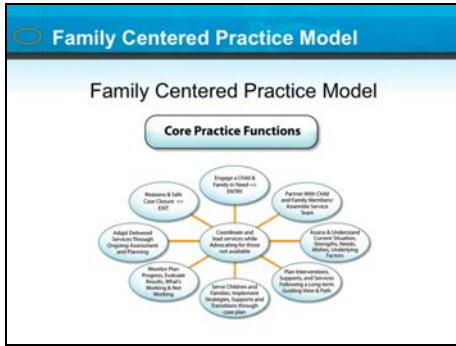 Family Centered Practice Model
Family Centered Practice Model
Core Practice Functions
Engage a Child &
Family in Need =>
ENTRY
Partner With Child
and Family Members/
Assemble Service
Team
Assess & Understand
Current Situation,
Strengths, Needs,
Wishes, Underlying
Factors
Plan Interventions,
Supports, and Services
Following a Long-term
Guiding View & Path
Serve Children and
Families; Implement
Strategies, Supports and
Transitions through
case plan
Monitor Plan
Progress, Evaluate
Results, What's
Working & Not
Working
Adapt Delivered
Services Through
Ongoing Assessment
and Planning
Reasons & Safe
Case Closure =>
EXIT
Coordinate and
lead services while
Advocating for those
not available